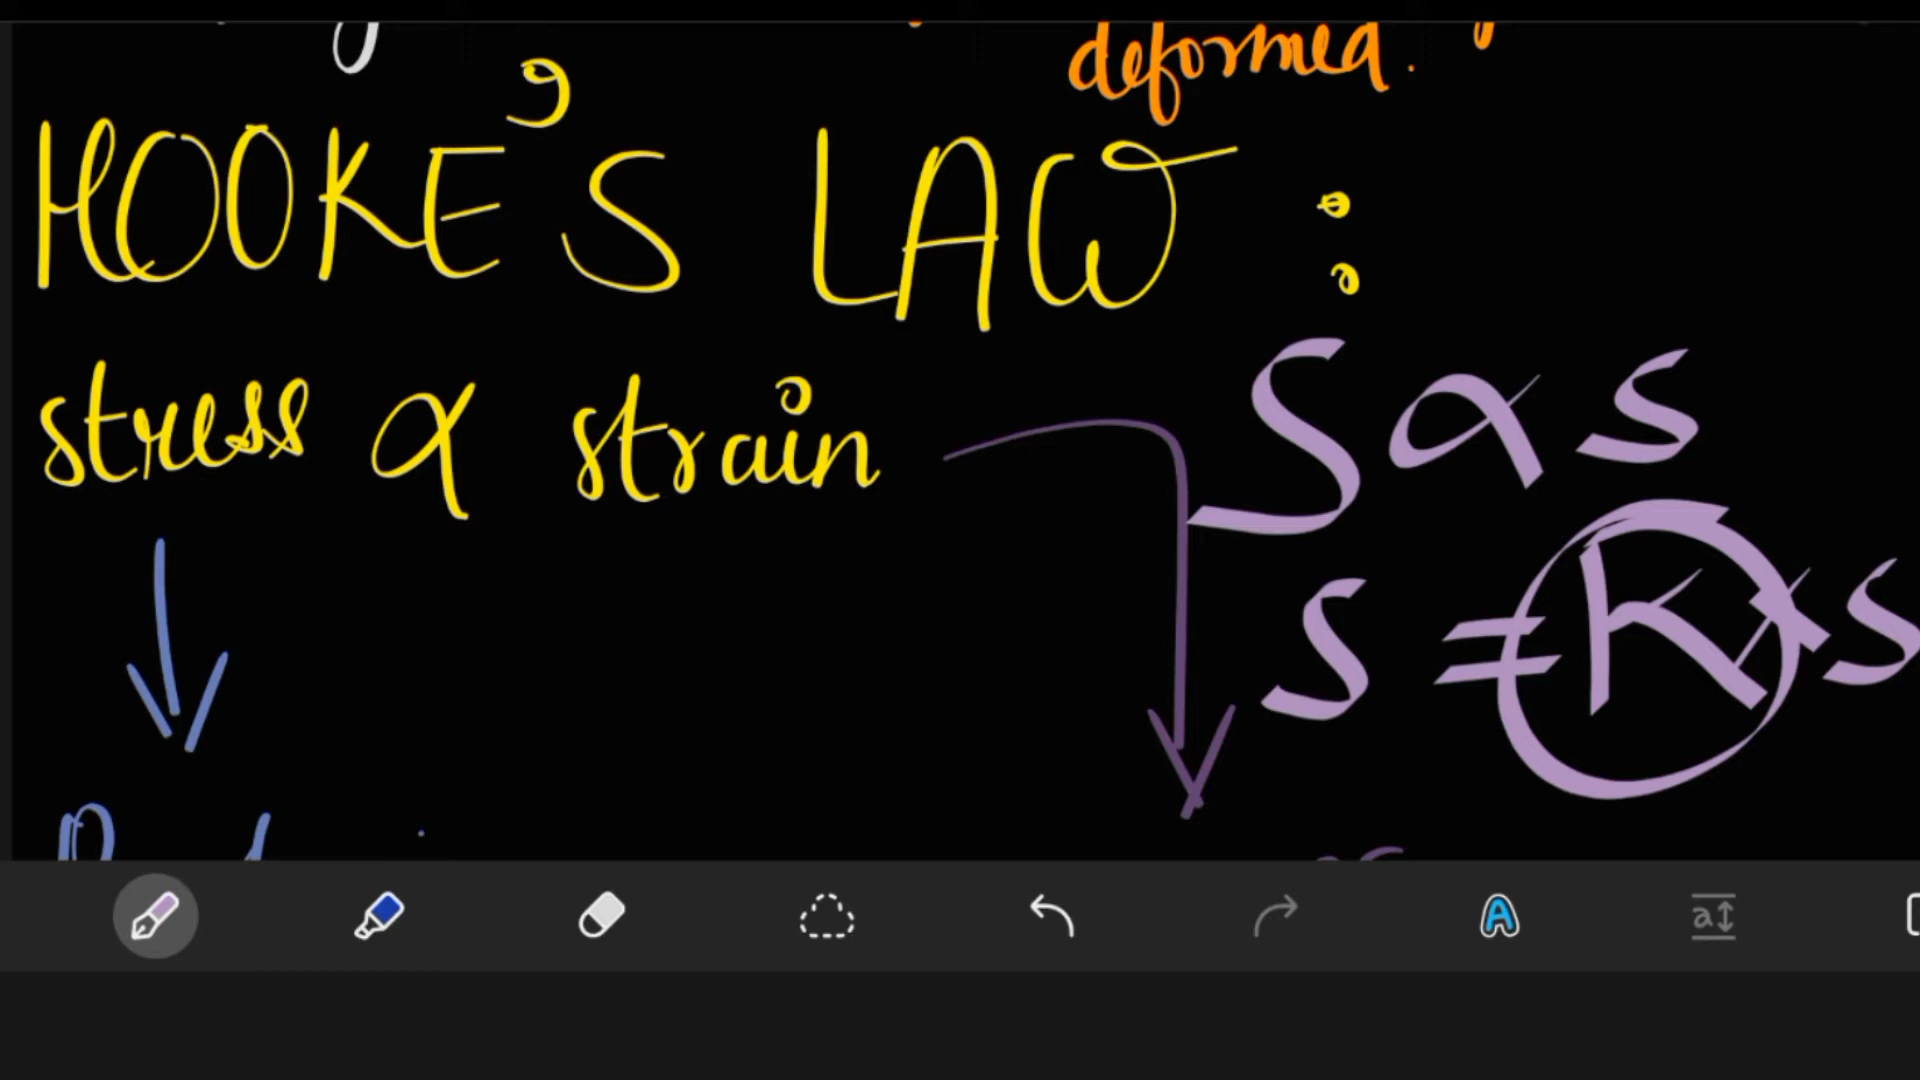 deformed.
HOOKE'S LAW :
stress α strain
S α s
s = K × s